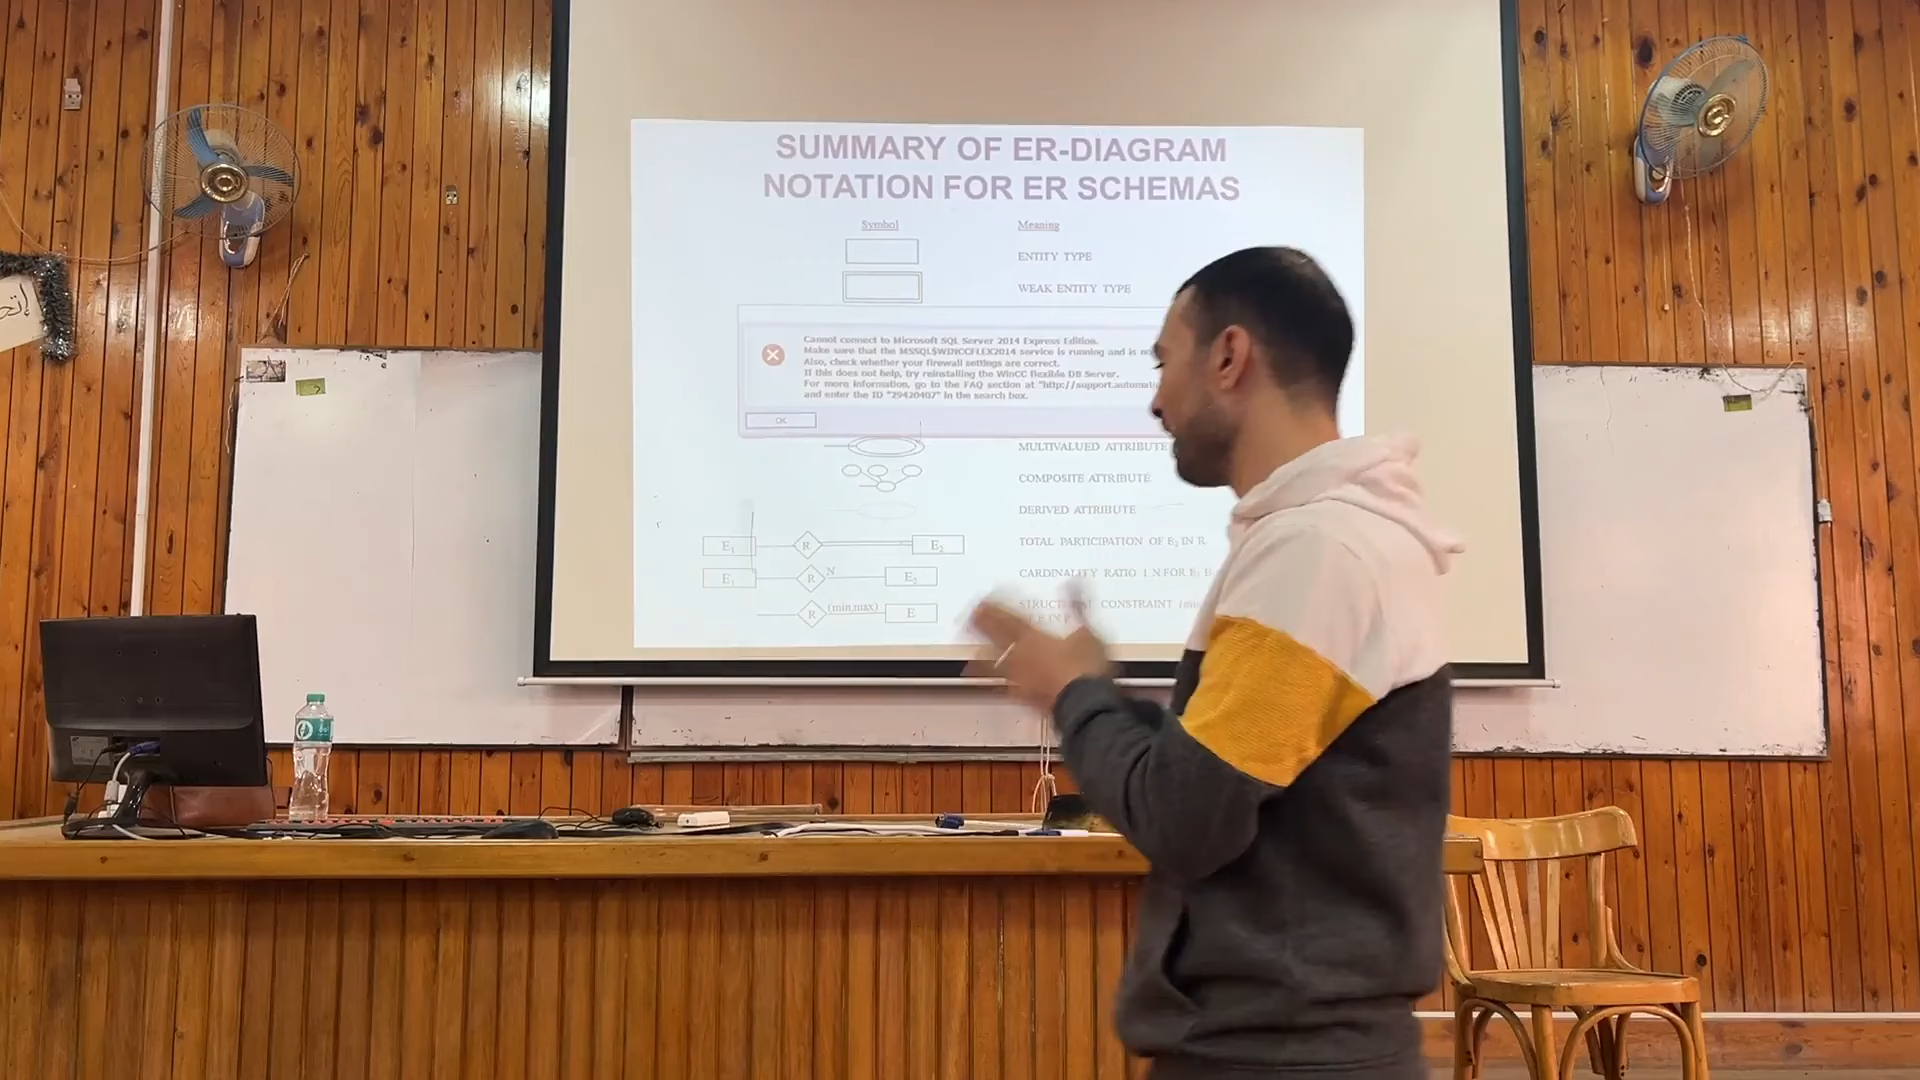 SUMMARY OF ER-DIAGRAM
NOTATION FOR ER SCHEMAS
Symbol Meaning
ENTITY TYPE
WEAK ENTITY TYPE
Cannot connect to Microsoft SQL Server 2014 Express Edition.
Make sure that the MSSQL$WINCCFLEX2014 service is running and is
Also, check whether your firewall settings are correct.
If this does not help, try reinstalling the WinCC flexible DB Server.
For more information, go to the FAQ section at "http://support.automat
and enter the ID "29420407" in the search box.
OK
MULTIVALUED ATTRIBUTE
COMPOSITE ATTRIBUTE
DERIVED ATTRIBUTE
E₁ R E₂ TOTAL PARTICIPATION OF E₂ IN R
E₁ R N E₂ CARDINALITY RATIO 1:N FOR E₁
R (min,max) E STRUCTURAL CONSTRAINT